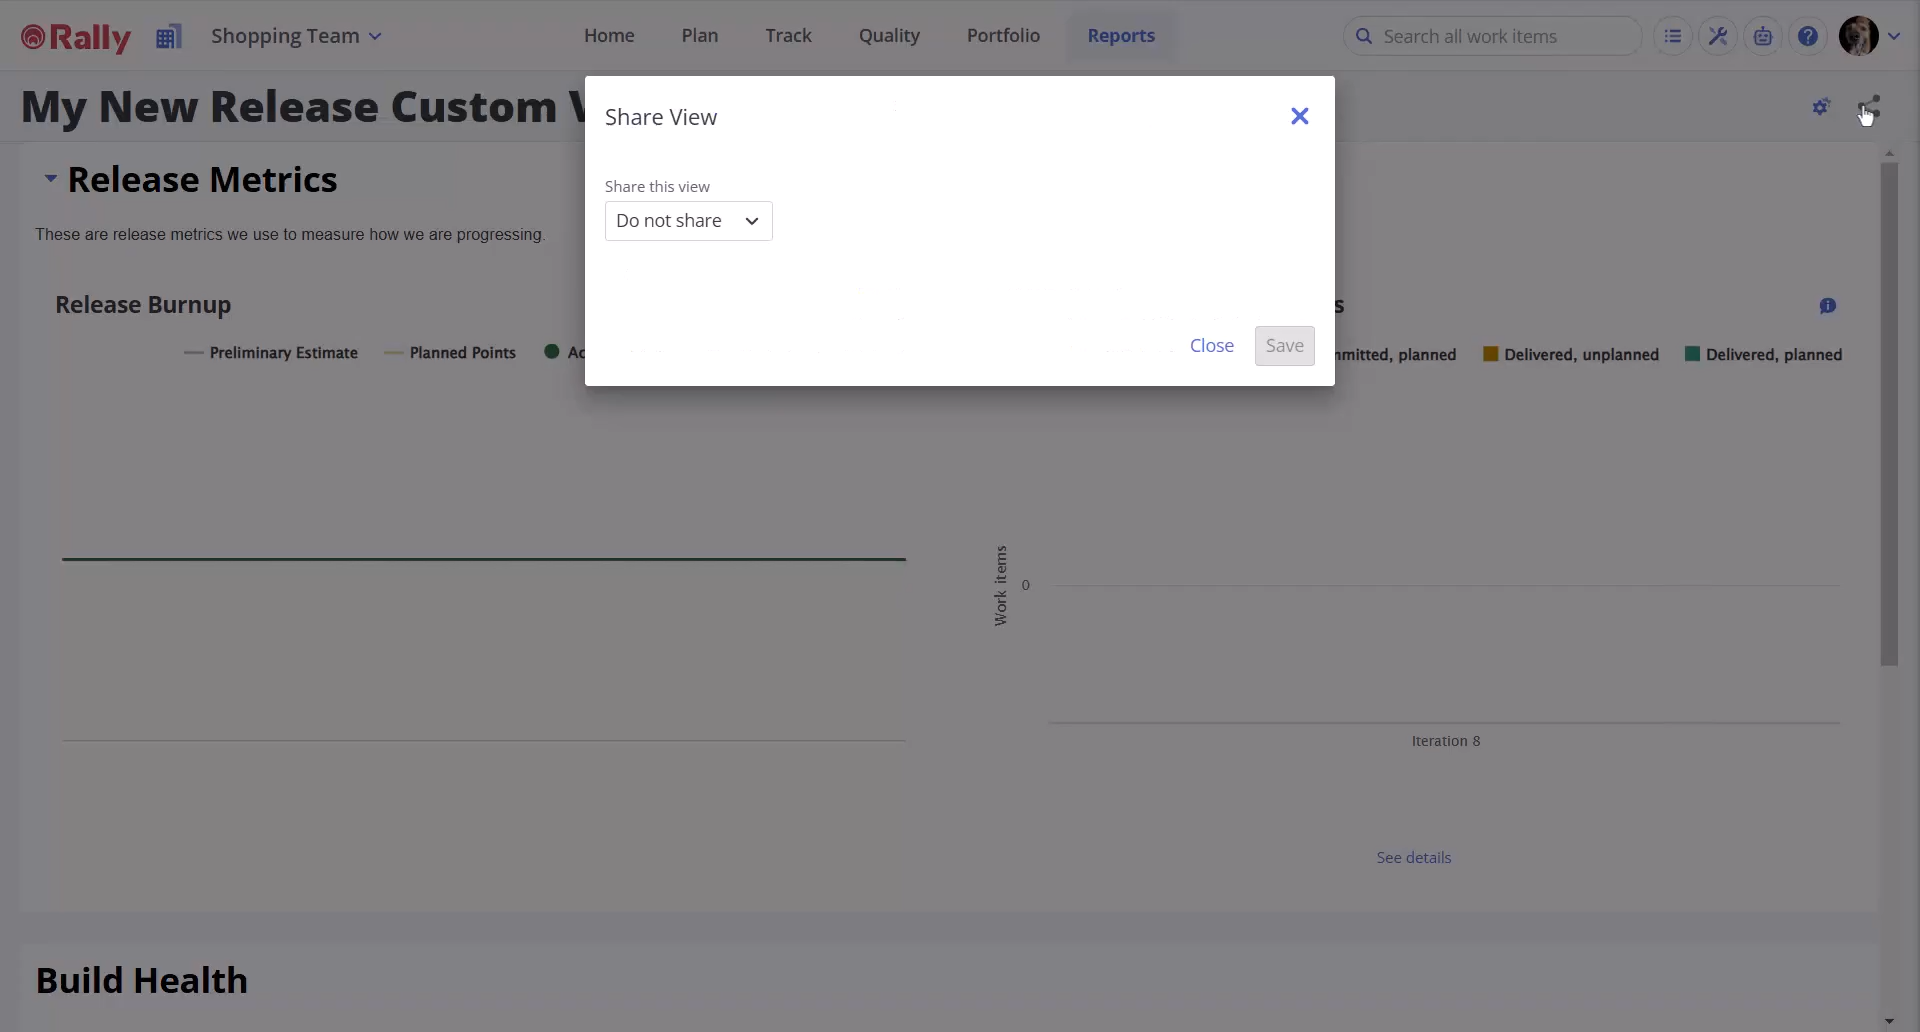 Rally
Shopping Team
Home
Plan
Track
Quality
Portfolio
Reports
Search all work items
My New Release Custom
Share View
Share this view
Do not share
Close
Save
Release Metrics
These are release metrics we use to measure how we are progressing.
Release Burnup
Preliminary Estimate
Planned Points
Delivered, unplanned
Delivered, planned
Work items
0
Iteration 8
See details
Build Health